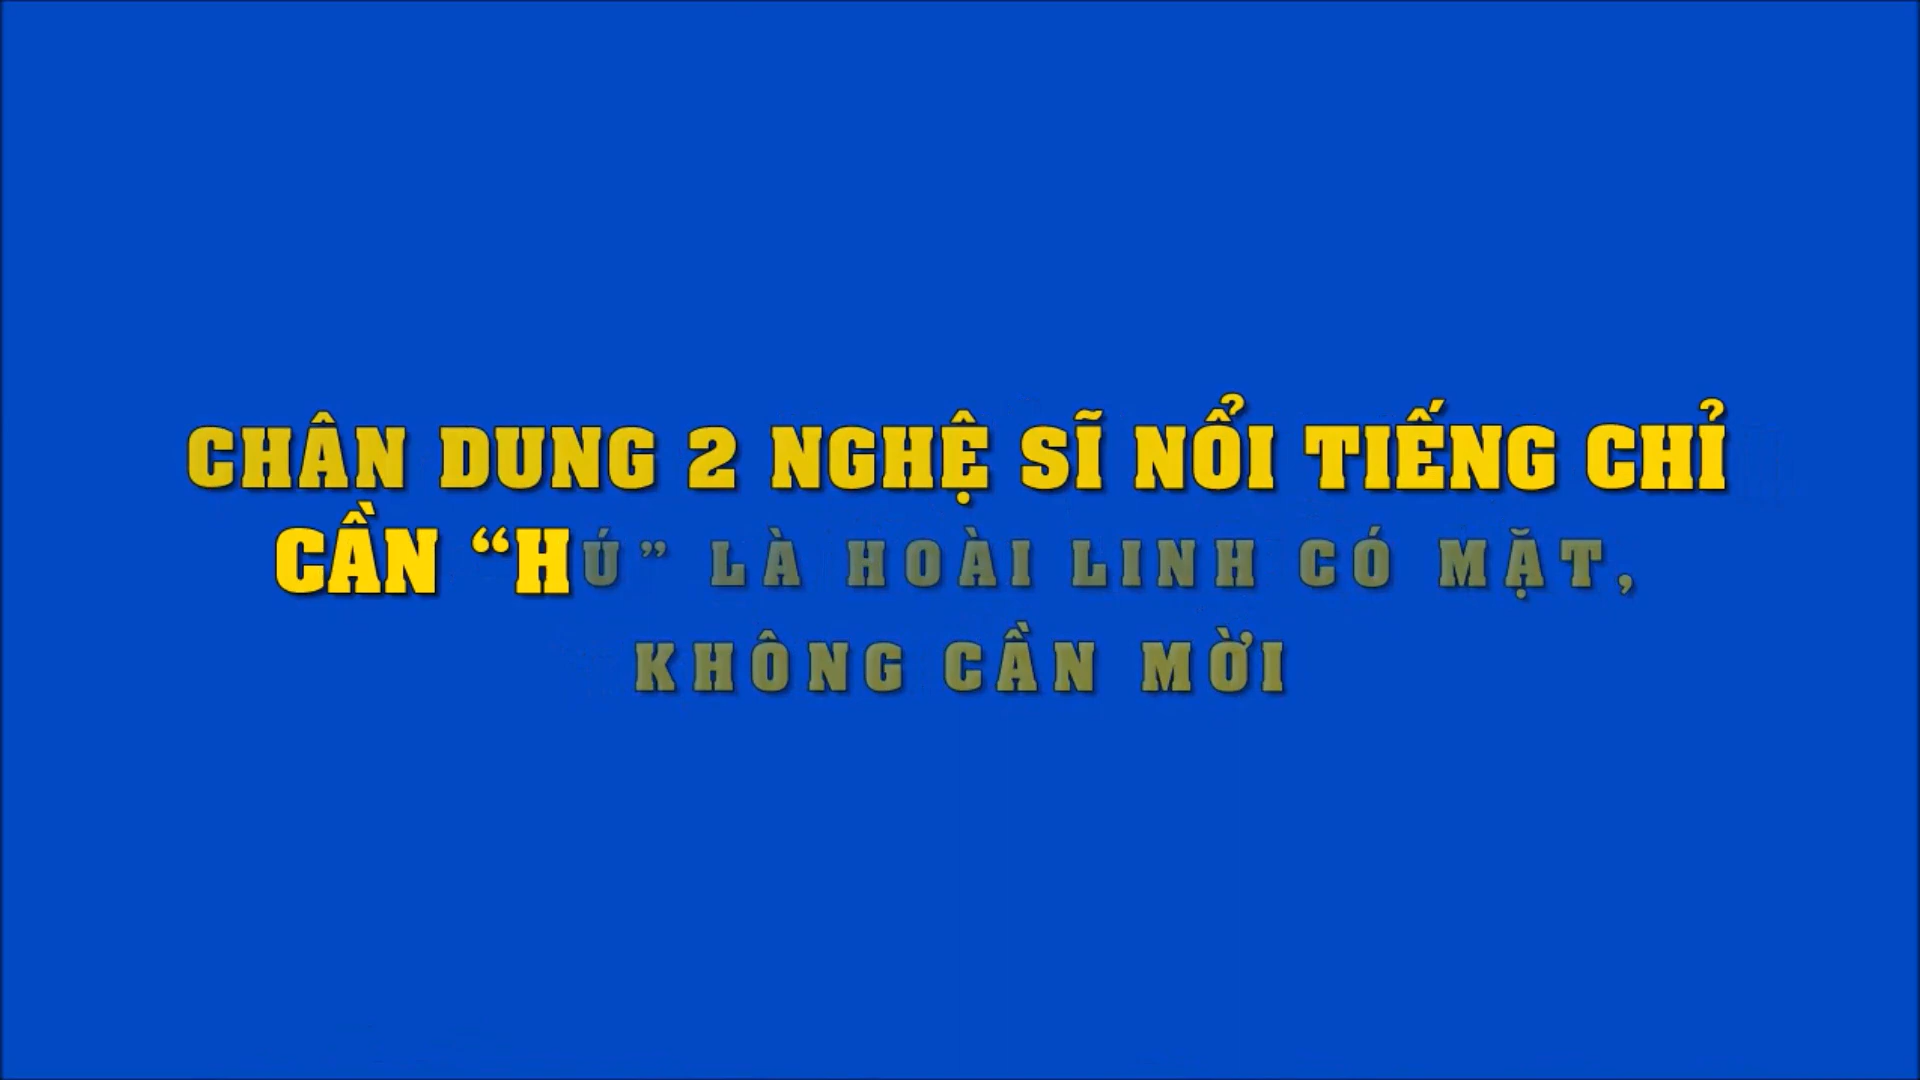 CHÂN DUNG 2 NGHỆ SĨ NỔI TIẾNG CHỈ
CẦN “HÚ” LÀ HOÀI LINH CÓ MẶT,
KHÔNG CẦN MỜI